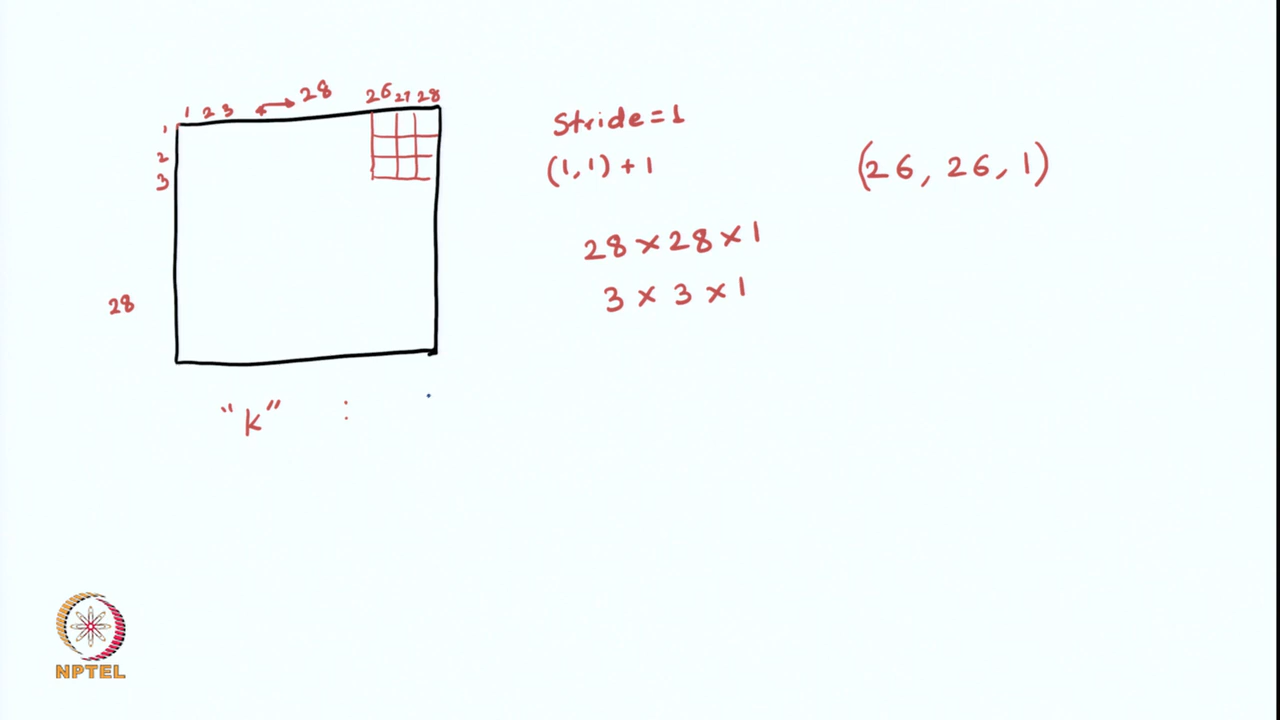 28
1 2 3 26 27 28
1
2
3
28
"k" :
Stride = 1
(1, 1) + 1
28 × 28 × 1
3 × 3 × 1
(26, 26, 1)
NPTEL